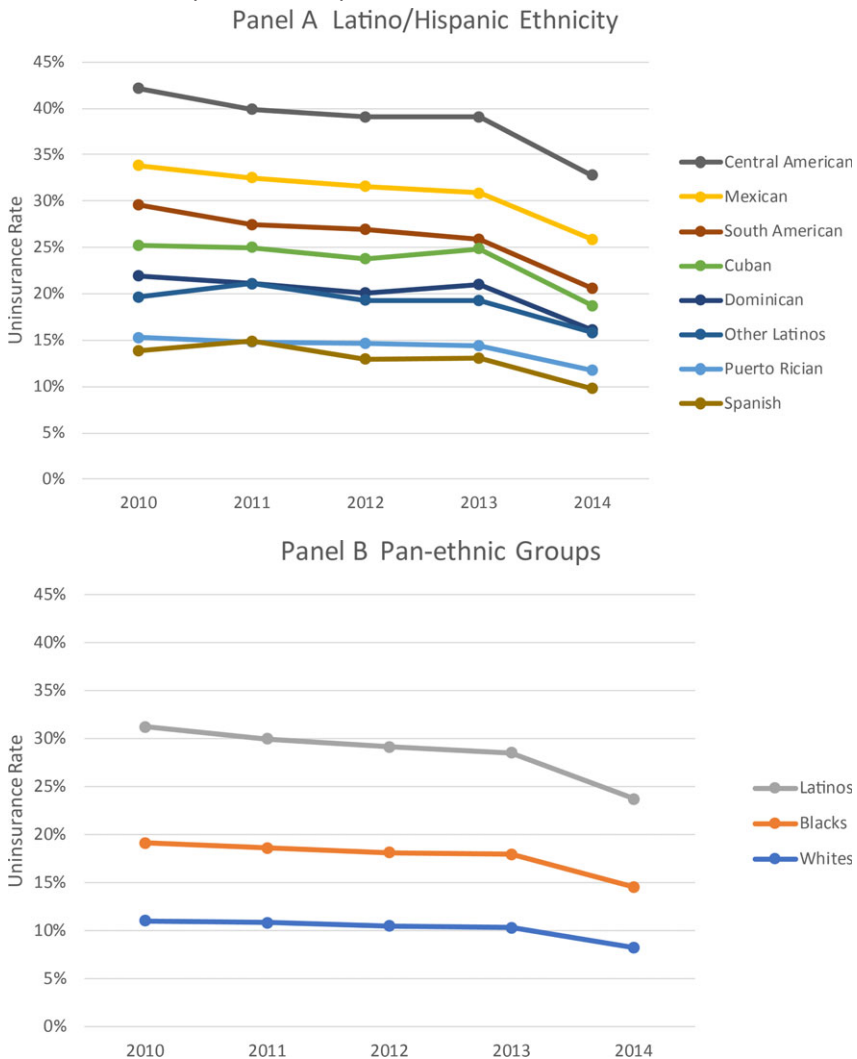 Panel A Latino/Hispanic Ethnicity
45%
40%
35%
30%
25%
20%
15%
10%
5%
0%
Uninsurance Rate
2010 2011 2012 2013 2014
Central American
Mexican
South American
Cuban
Dominican
Other Latinos
Puerto Rician
Spanish
Panel B Pan-ethnic Groups
45%
40%
35%
30%
25%
20%
15%
10%
5%
0%
Uninsurance Rate
2010 2011 2012 2013 2014
Latinos
Blacks
Whites